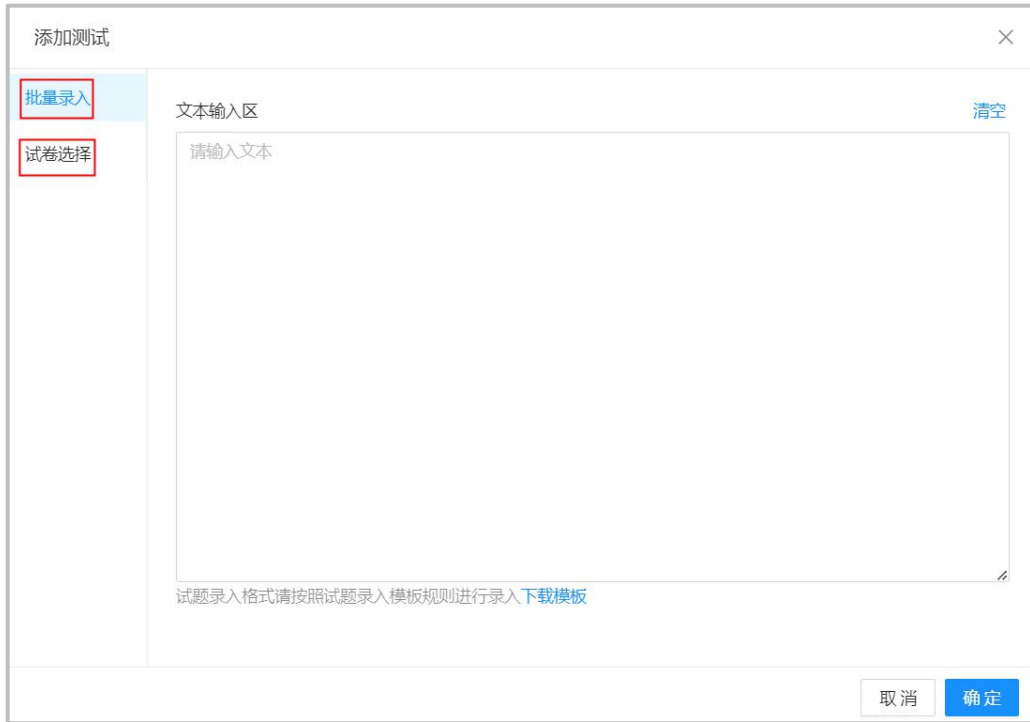 添加测试
批量录入
试卷选择
文本输入区
清空
请输入文本
试题录入格式请按照试题录入模板规则进行录入下载模板
取消
确定